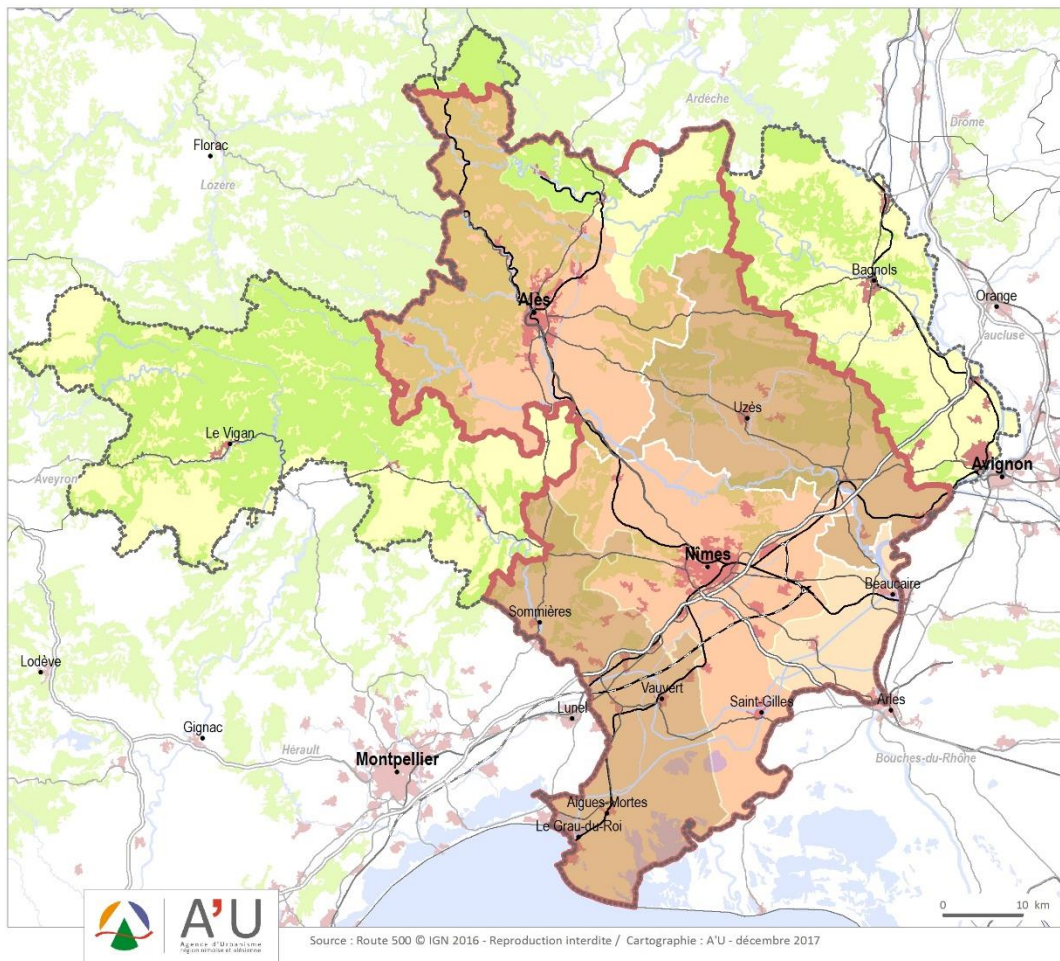 Ardèche
Drome
Florac
Lozère
Bagnols
Alès
Orange
Vaucluse
Uzès
Le Vigan
Avignon
Aveyron
Nîmes
Beaucaire
Sommières
Lodève
Vauvert
Saint-Gilles
Arles
Lunel
Gignac
Hérault
Montpellier
Bouches-du-Rhône
Aigues-Mortes
Le Grau-du-Roi
0 10 km
A'U
Agence d'Urbanisme
région nîmoise et alésienne
Source : Route 500 © IGN 2016 - Reproduction interdite / Cartographie : A'U - décembre 2017